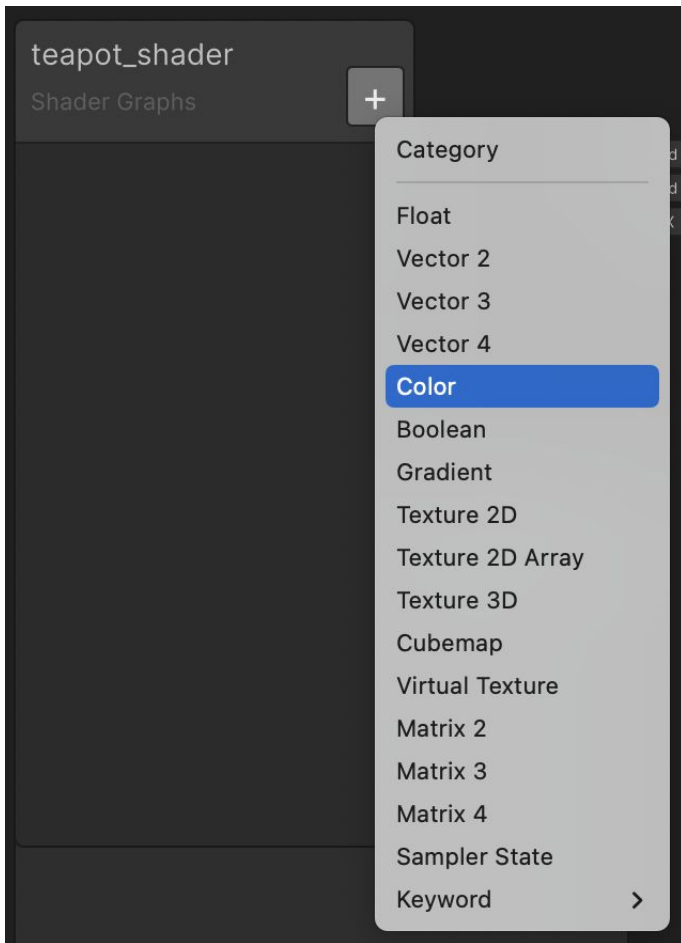 teapot_shader
Shader Graphs
+
Category
Float
Vector 2
Vector 3
Vector 4
Color
Boolean
Gradient
Texture 2D
Texture 2D Array
Texture 3D
Cubemap
Virtual Texture
Matrix 2
Matrix 3
Matrix 4
Sampler State
Keyword
d
d